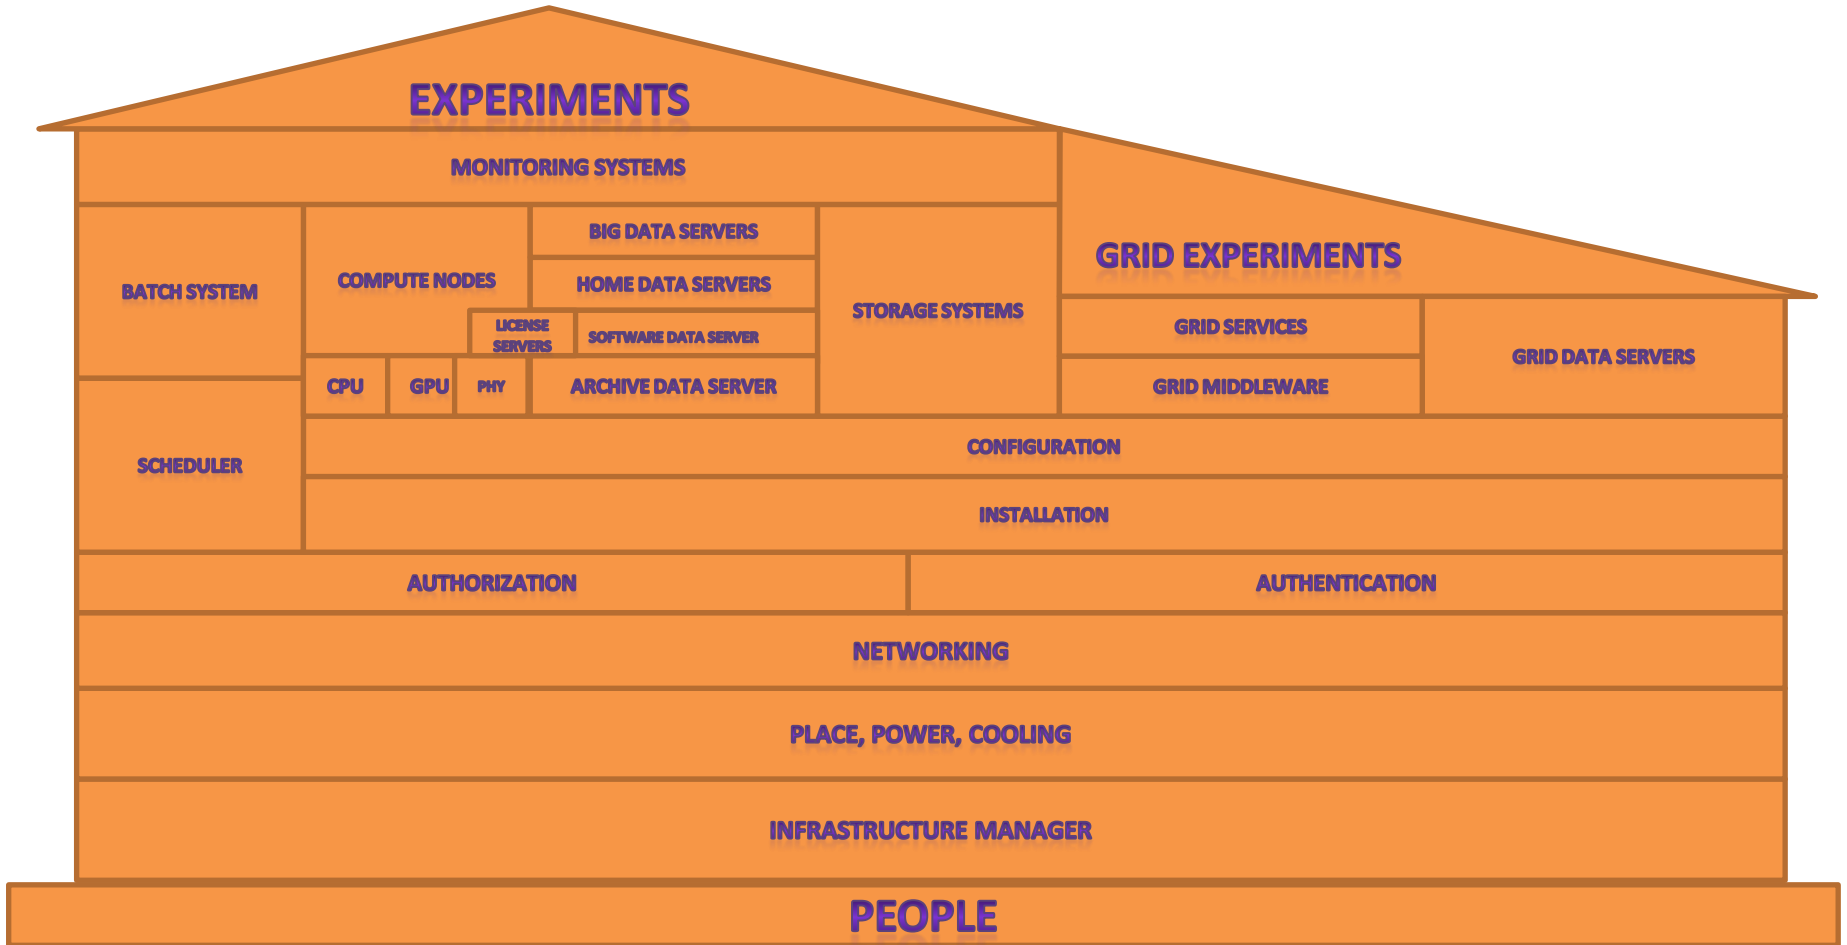 EXPERIMENTS
MONITORING SYSTEMS
BATCH SYSTEM
COMPUTE NODES
BIG DATA SERVERS
HOME DATA SERVERS
LICENSE
SERVERS
SOFTWARE DATA SERVER
CPU
GPU
PHY
ARCHIVE DATA SERVER
STORAGE SYSTEMS
GRID EXPERIMENTS
GRID SERVICES
GRID MIDDLEWARE
GRID DATA SERVERS
SCHEDULER
CONFIGURATION
INSTALLATION
AUTHORIZATION
AUTHENTICATION
NETWORKING
PLACE, POWER, COOLING
INFRASTRUCTURE MANAGER
PEOPLE